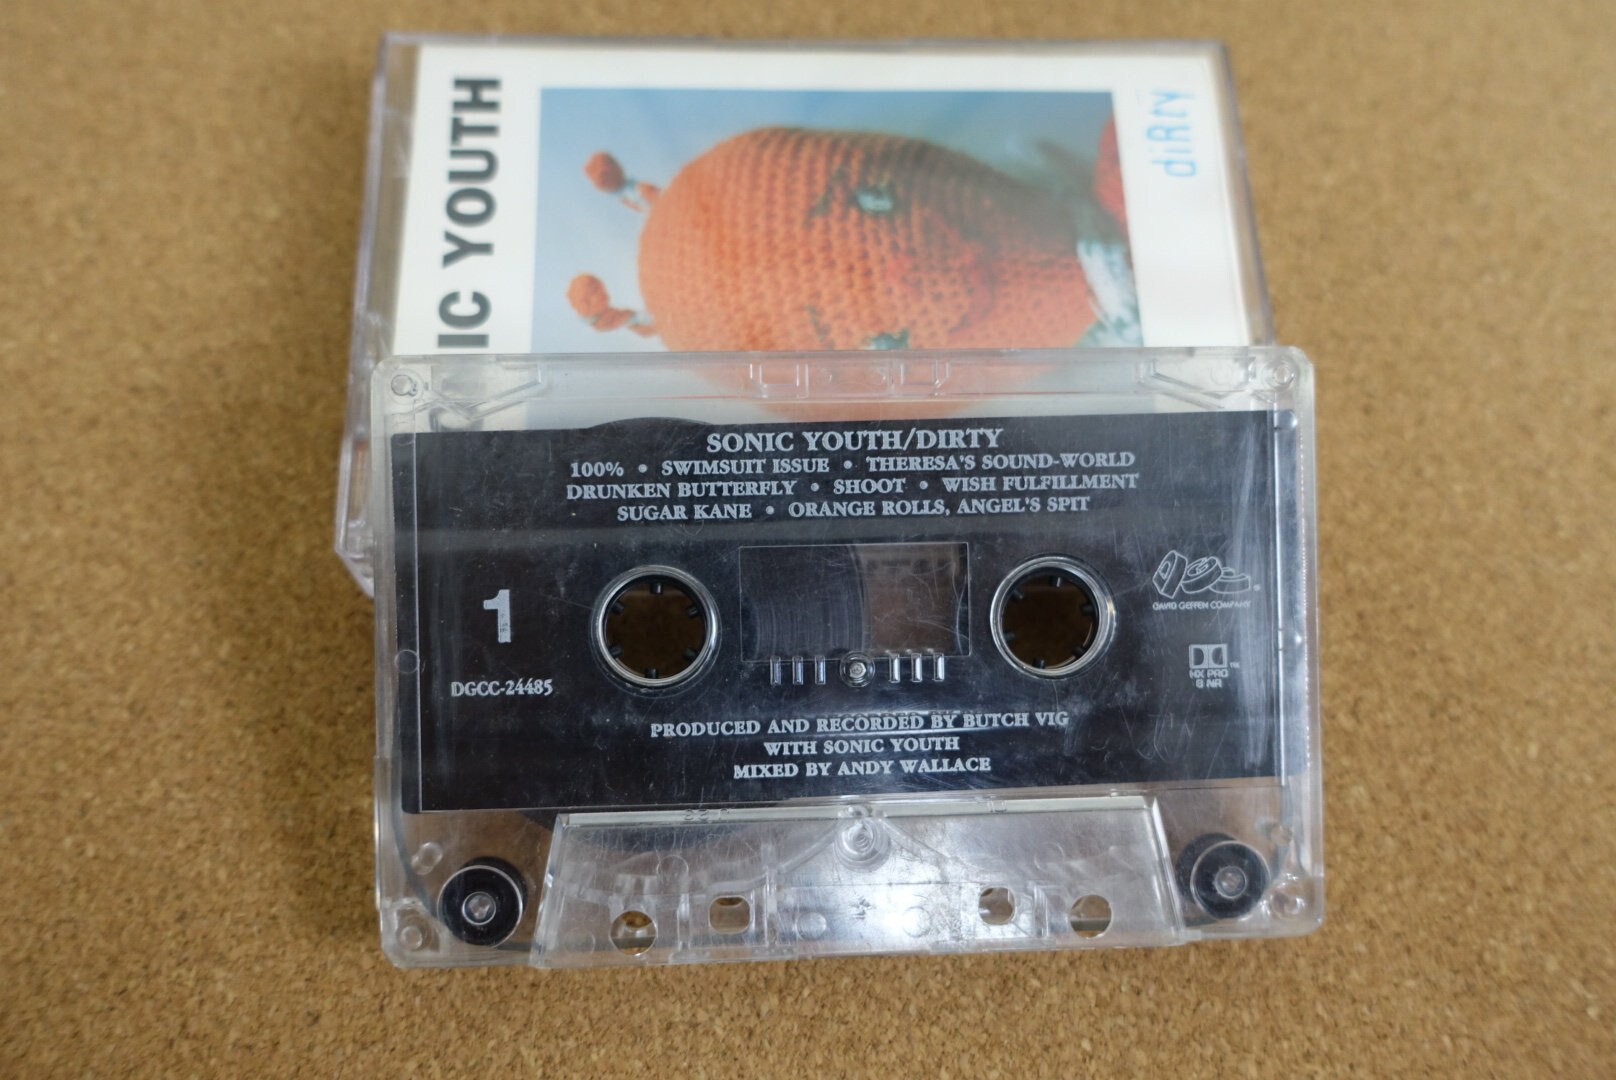 IC YOUTH
diRty
SONIC YOUTH/DIRTY
100% • SWIMSUIT ISSUE • THERESA'S SOUND-WORLD
DRUNKEN BUTTERFLY • SHOOT • WISH FULFILLMENT
SUGAR KANE • ORANGE ROLLS, ANGEL'S SPIT
1
DGCC-24485
DGC
DAVID GEFFEN COMPANY
HX PRO
B NR
PRODUCED AND RECORDED BY BUTCH VIG
WITH SONIC YOUTH
MIXED BY ANDY WALLACE